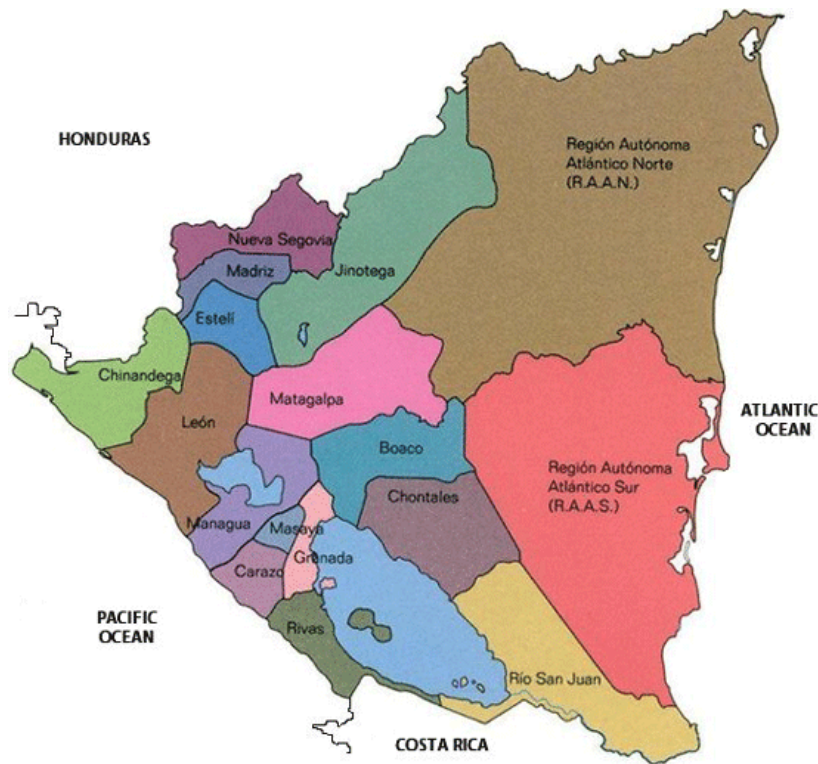 HONDURAS
Región Autónoma
Atlántico Norte
(R.A.A.N.)
Nueva Segovia
Madriz
Jinotega
Estelí
Chinandega
Matagalpa
León
ATLANTIC
OCEAN
Boaco
Región Autónoma
Atlántico Sur
(R.A.A.S.)
Chontales
Managua
Masaya
Grenada
Carazo
PACIFIC
OCEAN
Rivas
Río San Juan
COSTA RICA